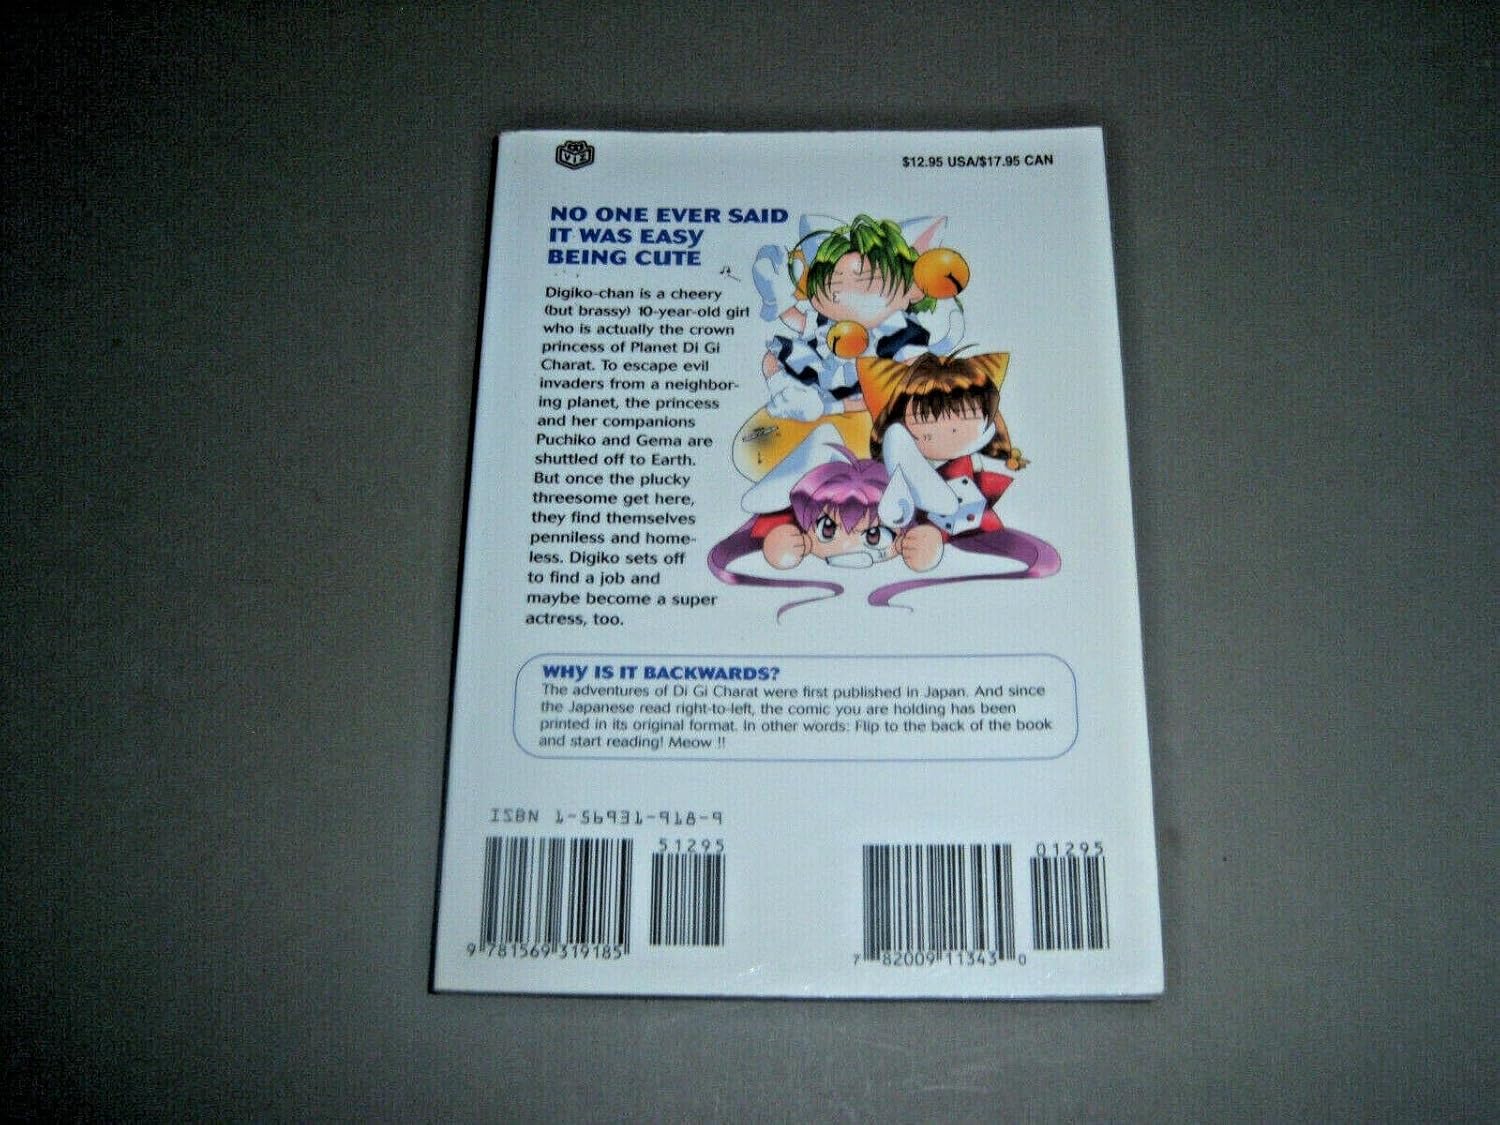 VIZ
$12.95 USA/$17.95 CAN
NO ONE EVER SAID
IT WAS EASY
BEING CUTE
Digiko-chan is a cheery
(but brassy) 10-year-old girl
who is actually the crown
princess of Planet Di Gi
Charat. To escape evil
invaders from a neighbor-
ing planet, the princess
and her companions
Puchiko and Gema are
shuttled off to Earth.
But once the plucky
threesome get here,
they find themselves
penniless and home-
less. Digiko sets off
to find a job and
maybe become a super
actress, too.
WHY IS IT BACKWARDS?
The adventures of Di Gi Charat were first published in Japan. And since
the Japanese read right-to-left, the comic you are holding has been
printed in its original format. In other words: Flip to the back of the book
and start reading! Meow !!
ISBN 1-56931-918-9
51295
9 781569 319185
01295
7 82009 11343 0